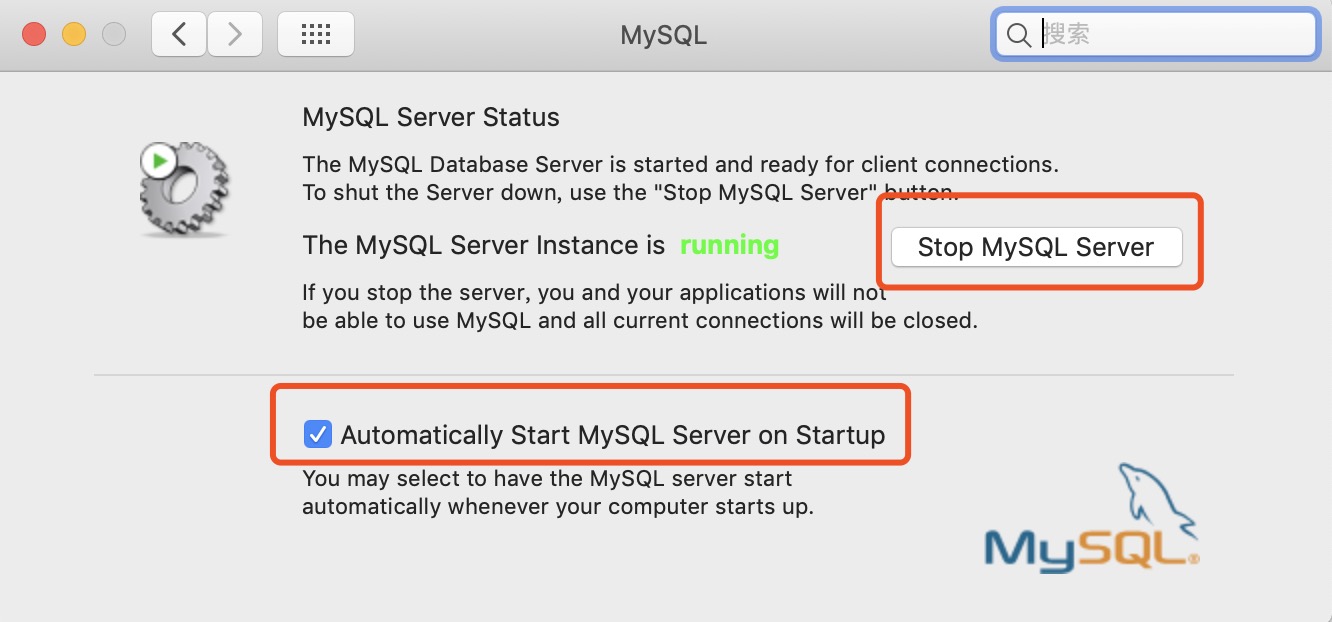 MySQL
搜索
MySQL Server Status
The MySQL Database Server is started and ready for client connections.
To shut the Server down, use the "Stop MySQL Server" button.
The MySQL Server Instance is running
Stop MySQL Server
If you stop the server, you and your applications will not
be able to use MySQL and all current connections will be closed.
Automatically Start MySQL Server on Startup
You may select to have the MySQL server start
automatically whenever your computer starts up.
MySQL®